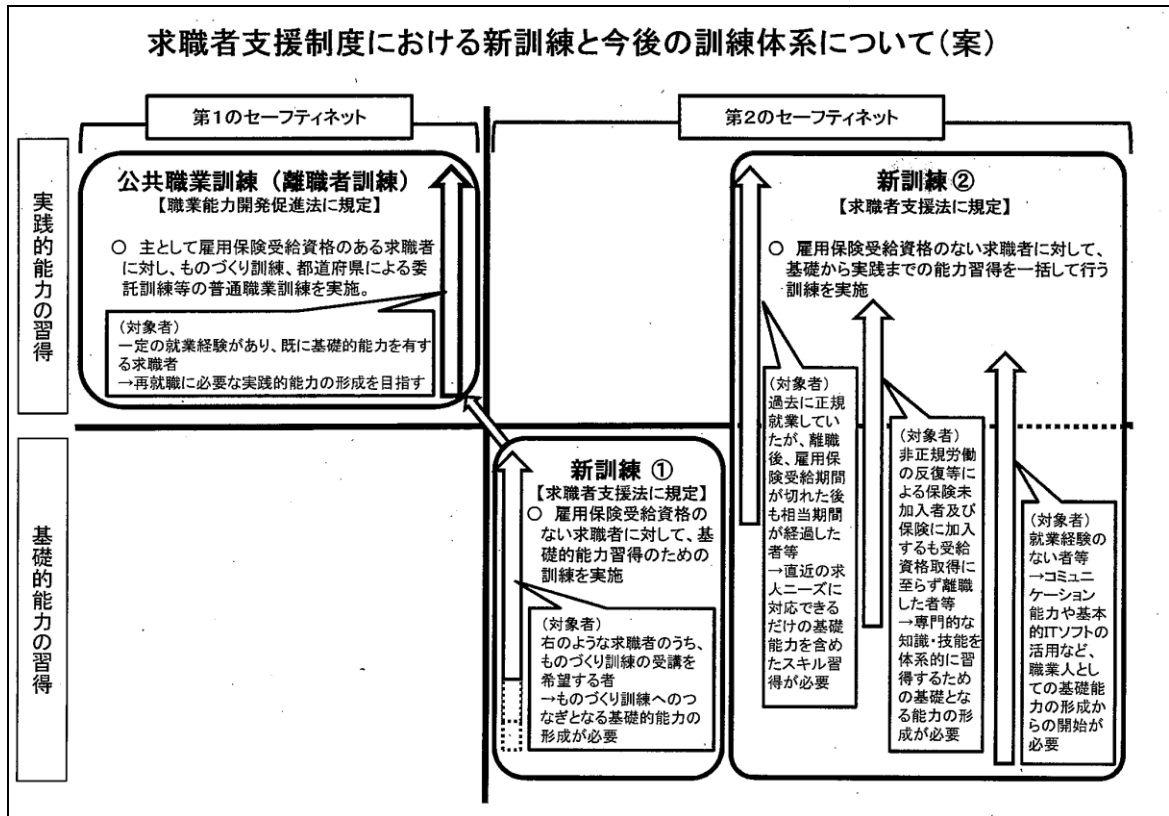 求職者支援制度における新訓練と今後の訓練体系について(案)
第1のセーフティネット
第2のセーフティネット
実践的能力の習得
公共職業訓練(離職者訓練)
【職業能力開発促進法に規定】
○ 主として雇用保険受給資格のある求職者
に対し、ものづくり訓練、都道府県による委
託訓練等の普通職業訓練を実施。
(対象者)
一定の就業経験があり、既に基礎的能力を有す
る求職者
→再就職に必要な実践的能力の形成を目指す
新訓練 ②
【求職者支援法に規定】
○ 雇用保険受給資格のない求職者に対して、
基礎から実践までの能力習得を一括して行う
訓練を実施
(対象者)
過去に正規
就業してい
たが、離職
後、雇用保
険受給期間
が切れた後
も相当期間
が経過した
者等
→直近の求
人ニーズに
対応できる
だけの基礎
能力を含め
たスキル習
得が必要
(対象者)
非正規労働
の反復等に
よる保険未
加入者及び
保険に加入
するも受給
資格取得に
至らず離職
した者等
→専門的な
知識・技能を
体系的に習
得するため
の基礎とな
る能力の形
成が必要
(対象者)
就業経験の
ない者等
→コミュニ
ケーション
能力や基本
的ITソフトの
活用など、
職業人とし
ての基礎能
力の形成か
らの開始が
必要
基礎的能力の習得
新訓練 ①
【求職者支援法に規定】
○ 雇用保険受給資格の
ない求職者に対して、基
礎的能力習得のための
訓練を実施
(対象者)
右のような求職者のうち、
ものづくり訓練の受講を
希望する者
→ものづくり訓練へのつ
なぎとなる基礎的能力の
形成が必要